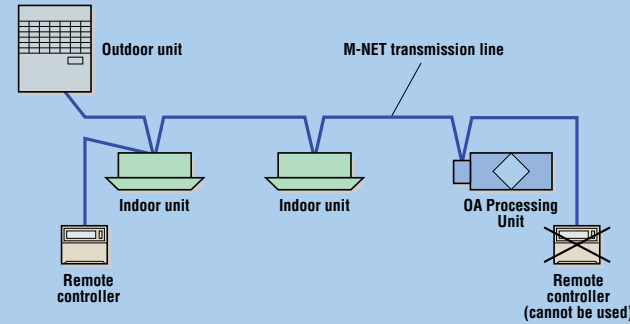 Outdoor unit
M-NET transmission line
Indoor unit
Indoor unit
OA Processing
Unit
Remote
controller
Remote
controller
(cannot be used)